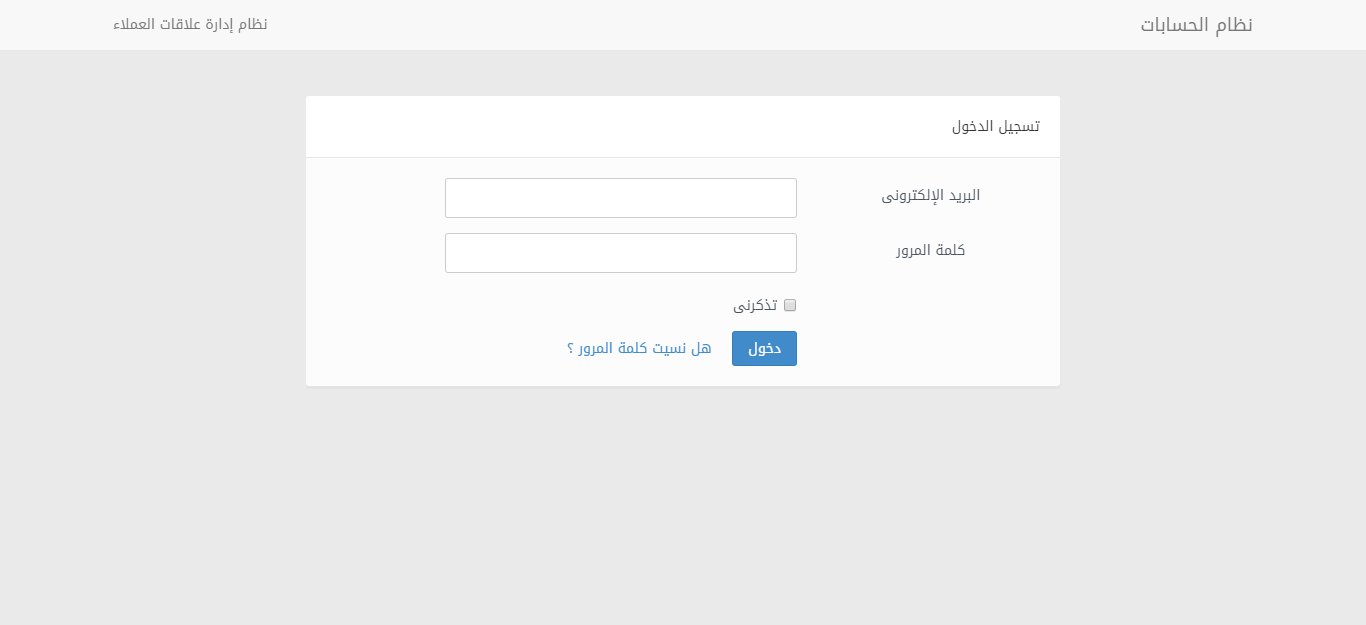 نظام الحسابات
نظام إدارة علاقات العملاء
تسجيل الدخول
البريد الإلكترونى
كلمة المرور
تذكرنى
دخول
هل نسيت كلمة المرور ؟